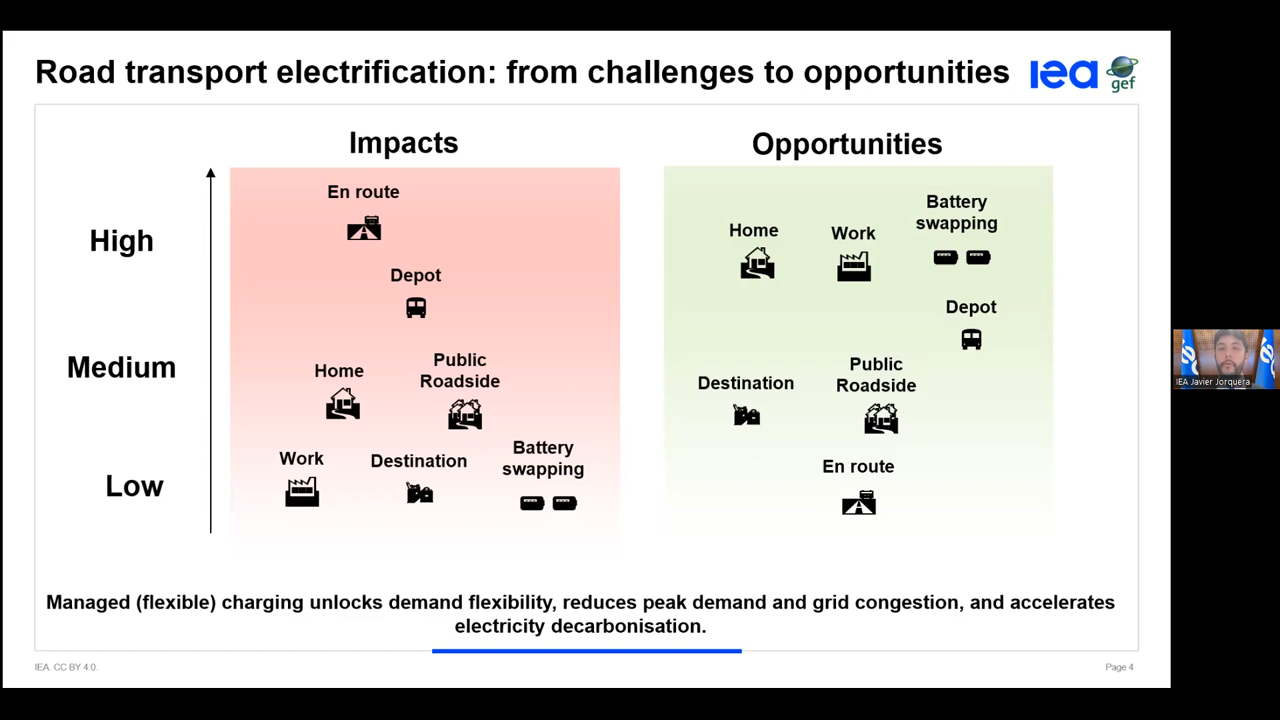 Road transport electrification: from challenges to opportunities
iea
gef
Impacts
Opportunities
High
Medium
Low
En route
Depot
Home
Public
Roadside
Work
Destination
Battery
swapping
Home
Work
Battery
swapping
Depot
Destination
Public
Roadside
En route
Managed (flexible) charging unlocks demand flexibility, reduces peak demand and grid congestion, and accelerates
electricity decarbonisation.
IEA. CC BY 4.0.
Page 4
IEA Javier Jorquera